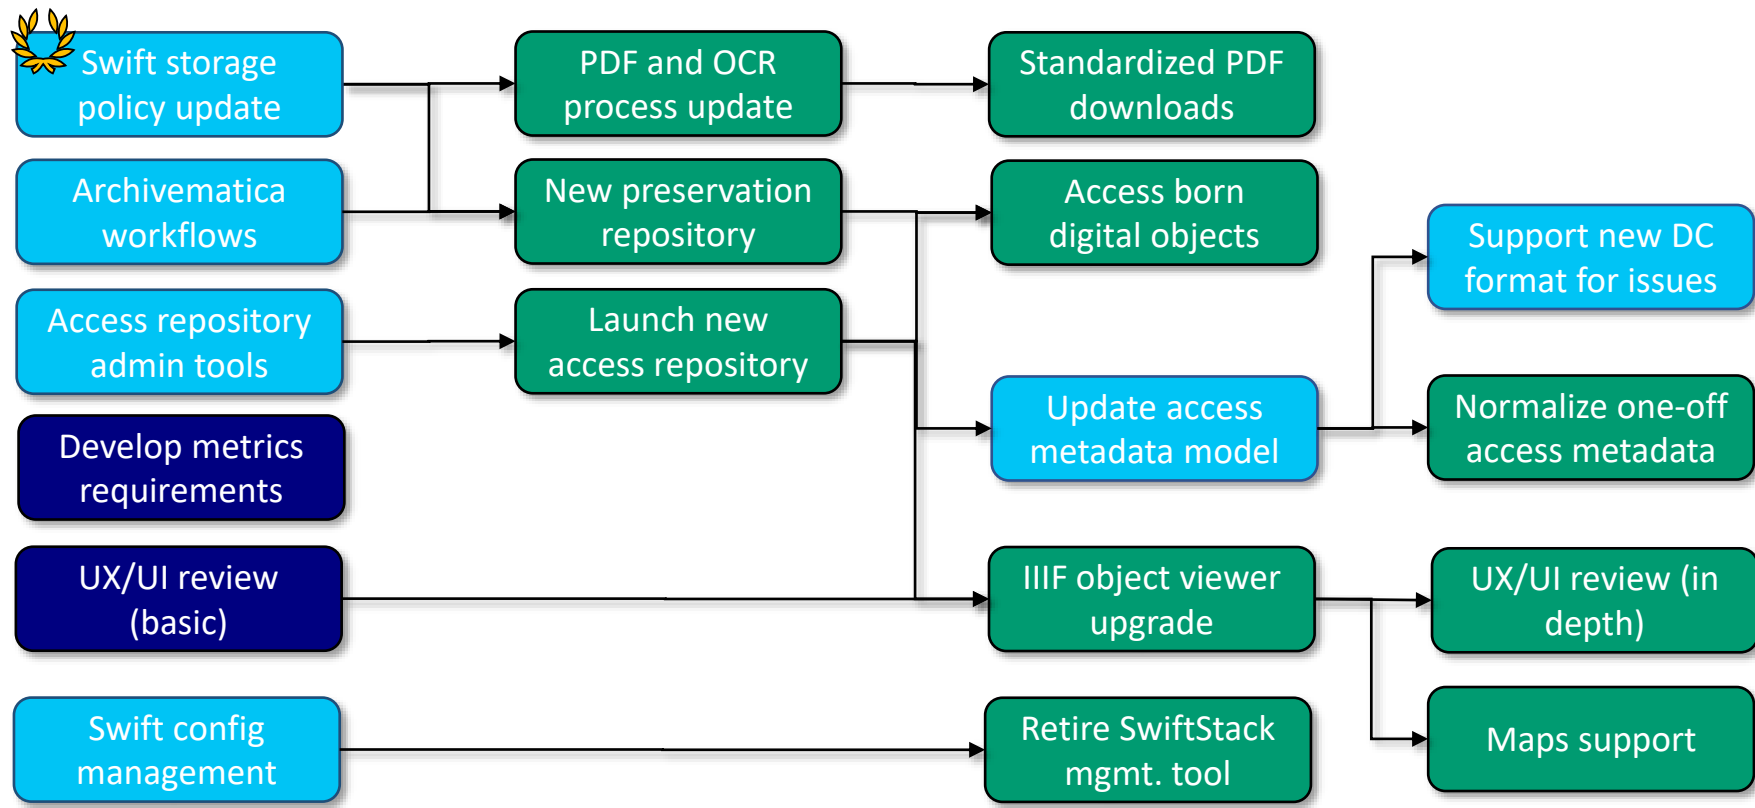 Swift storage
policy update
PDF and OCR
process update
Standardized PDF
downloads
Archivematica
workflows
New preservation
repository
Access born
digital objects
Support new DC
format for issues
Access repository
admin tools
Launch new
access repository
Update access
metadata model
Normalize one-off
access metadata
Develop metrics
requirements
UX/UI review
(basic)
IIIF object viewer
upgrade
UX/UI review (in
depth)
Swift config
management
Retire SwiftStack
mgmt. tool
Maps support